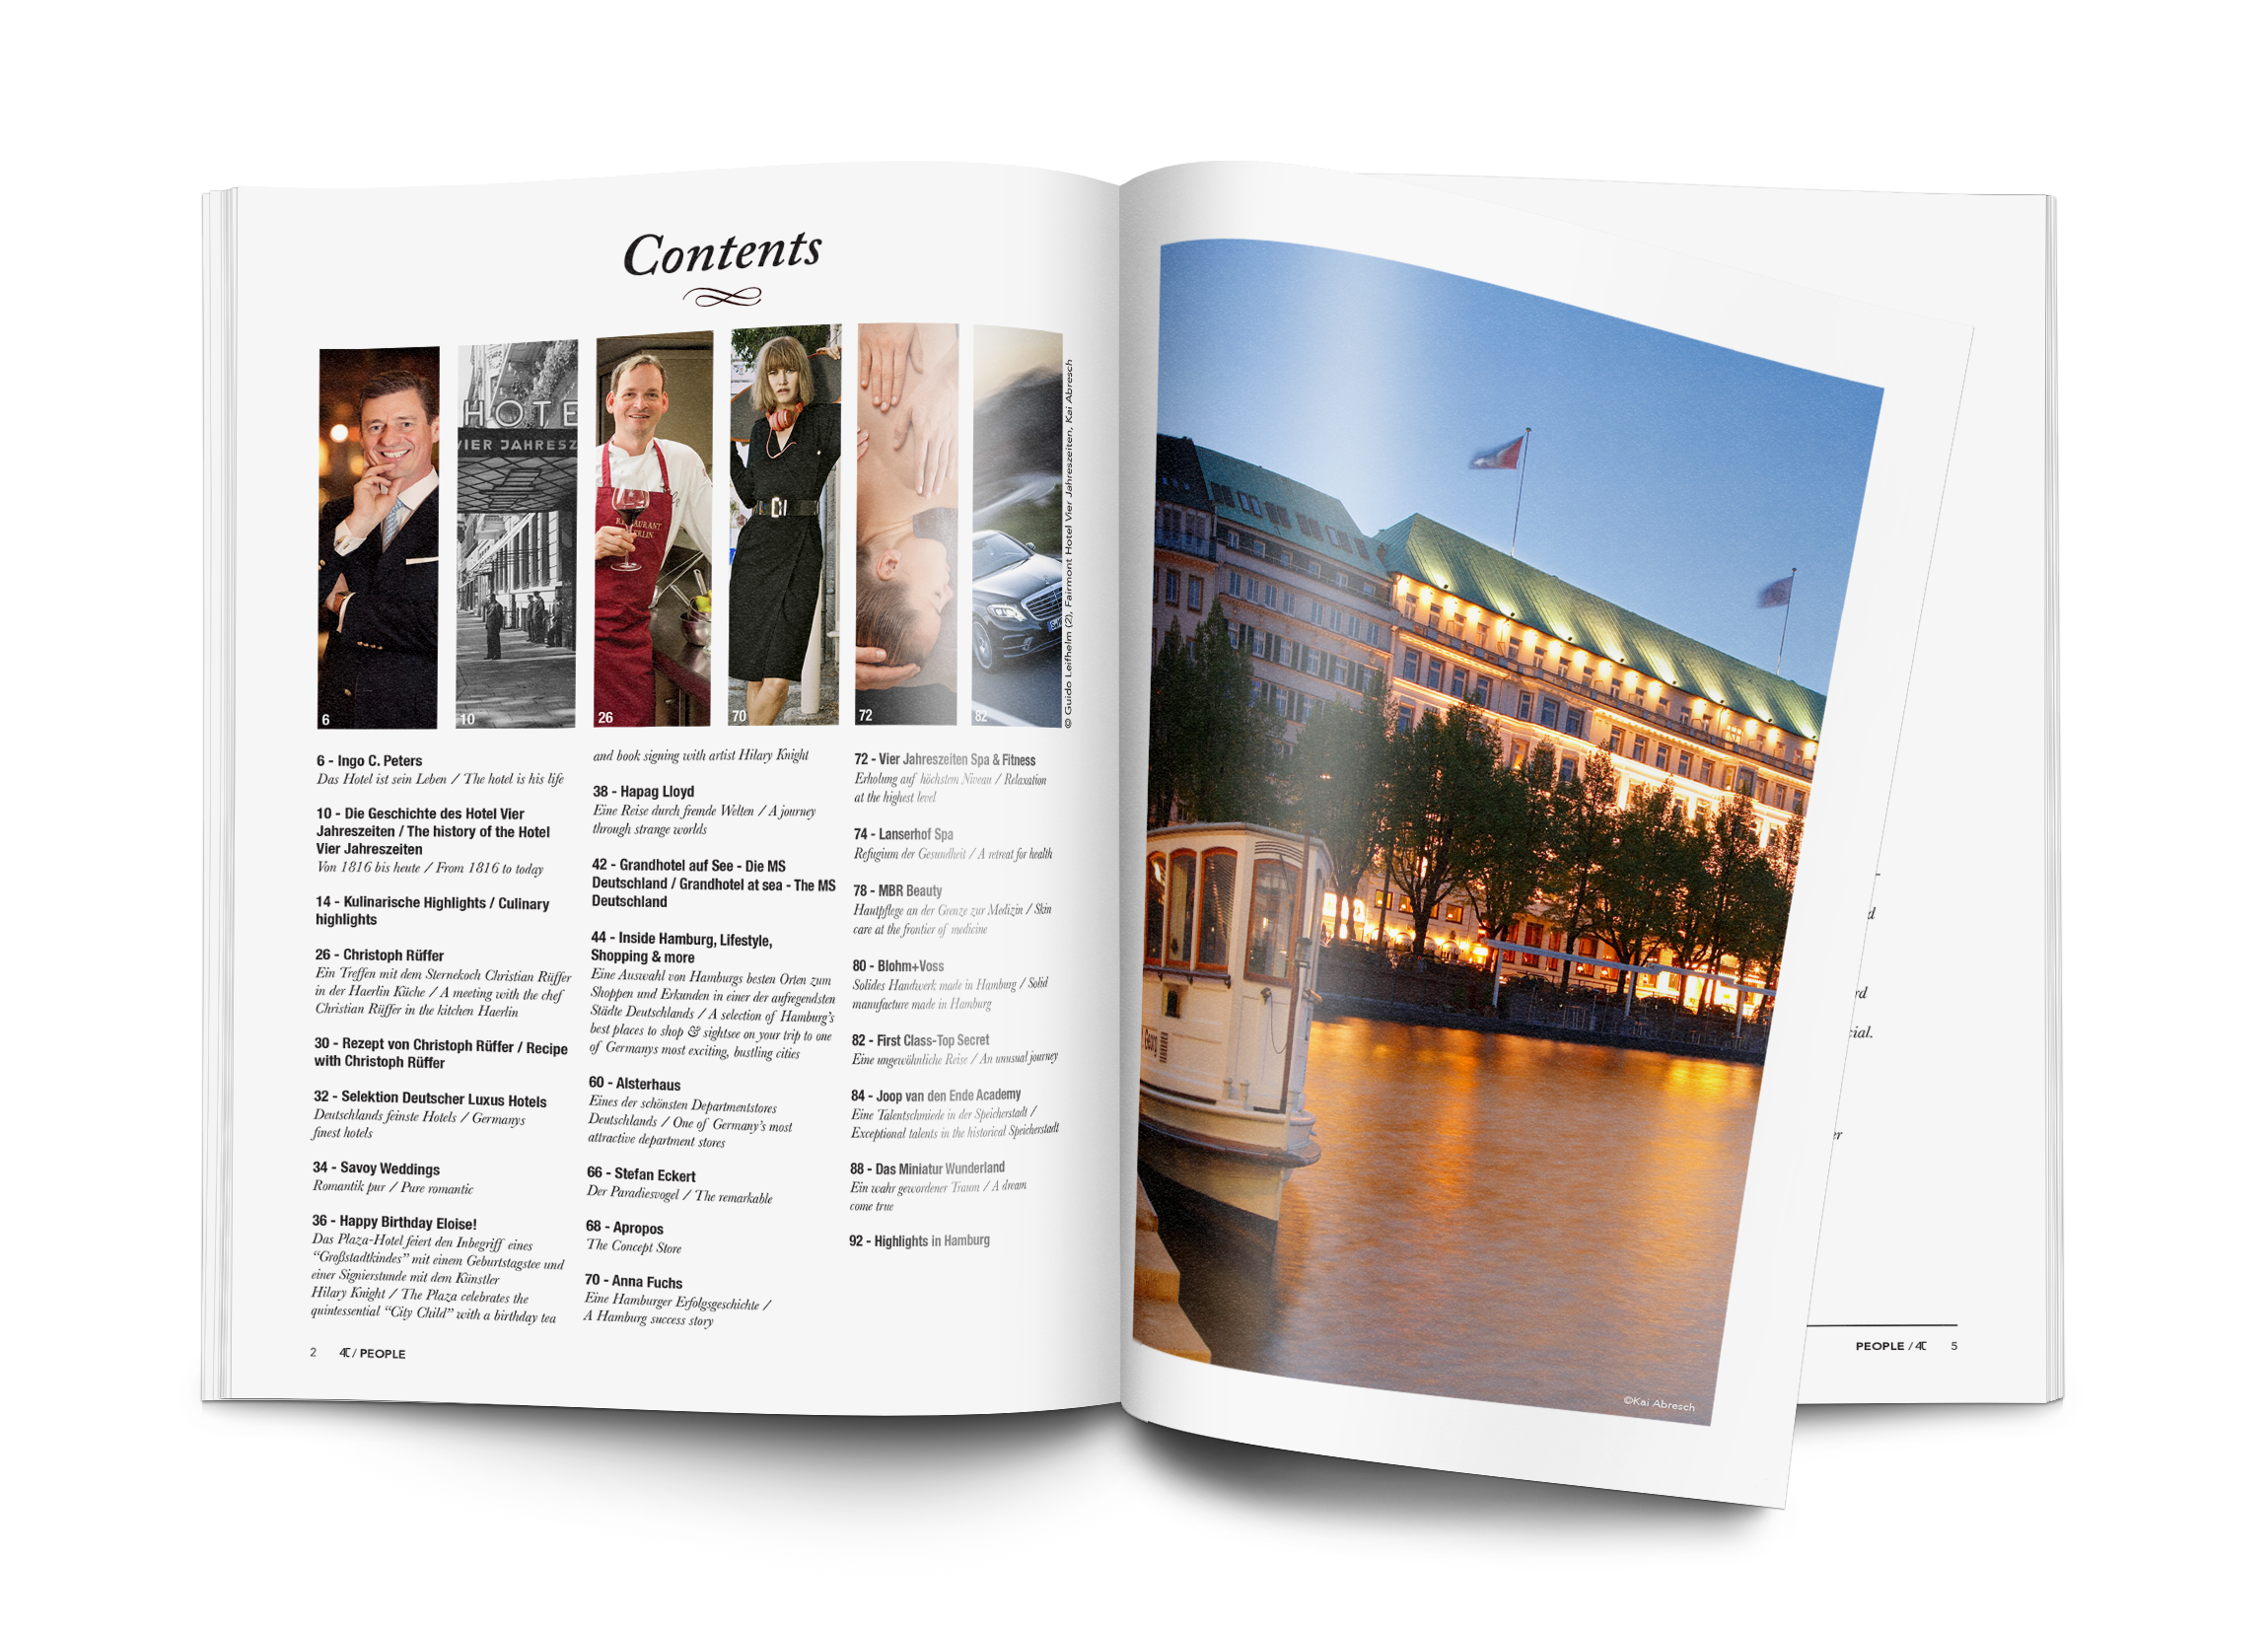 Contents
HOTE
VIER JAHRESZ
RESTAURANT
6
10
26
70
72
82
© Guido Leifhelm (2), Fairmont Hotel Vier Jahreszeiten, Kai Abresch
6 - Ingo C. Peters
Das Hotel ist sein Leben / The hotel is his life
10 - Die Geschichte des Hotel Vier
Jahreszeiten / The history of the Hotel
Vier Jahreszeiten
Von 1816 bis heute / From 1816 to today
14 - Kulinarische Highlights / Culinary
highlights
26 - Christoph Rüffer
Ein Treffen mit dem Sternekoch Christian Rüffer
in der Haerlin Küche / A meeting with the chef
Christian Rüffer in the kitchen Haerlin
30 - Rezept von Christoph Rüffer / Recipe
with Christoph Rüffer
32 - Selektion Deutscher Luxus Hotels
Deutschlands feinste Hotels / Germanys
finest hotels
34 - Savoy Weddings
Romantik pur / Pure romantic
36 - Happy Birthday Eloise!
Das Plaza-Hotel feiert den Inbegriff eines
“Großstadtkindes” mit einem Geburtstagstee und
einer Signierstunde mit dem Künstler
Hilary Knight / The Plaza celebrates the
quintessential “City Child” with a birthday tea
and book signing with artist Hilary Knight
38 - Hapag Lloyd
Eine Reise durch fremde Welten / A journey
through strange worlds
42 - Grandhotel auf See - Die MS
Deutschland / Grandhotel at sea - The MS
Deutschland
44 - Inside Hamburg, Lifestyle,
Shopping & more
Eine Auswahl von Hamburgs besten Orten zum
Shoppen und Erkunden in einer der aufregendsten
Städte Deutschlands / A selection of Hamburg's
best places to shop & sightsee on your trip to one
of Germanys most exciting, bustling cities
60 - Alsterhaus
Eines der schönsten Departmentstores
Deutschlands / One of Germany's most
attractive department stores
66 - Stefan Eckert
Der Paradiesvogel / The remarkable
68 - Apropos
The Concept Store
70 - Anna Fuchs
Eine Hamburger Erfolgsgeschichte /
A Hamburg success story
72 - Vier Jahreszeiten Spa & Fitness
Erholung auf höchstem Niveau / Relaxation
at the highest level
74 - Lanserhof Spa
Refugium der Gesundheit / A retreat for health
78 - MBR Beauty
Hautpflege an der Grenze zur Medizin / Skin
care at the frontier of medicine
80 - Blohm+Voss
Solides Handwerk made in Hamburg / Solid
manufacture made in Hamburg
82 - First Class-Top Secret
Eine ungewöhnliche Reise / An unusual journey
84 - Joop van den Ende Academy
Eine Talentschmiede in der Speicherstadt /
Exceptional talents in the historical Speicherstadt
88 - Das Miniatur Wunderland
Ein wahr gewordener Traum / A dream
come true
92 - Highlights in Hamburg
2 / PEOPLE
Georg
©Kai Abresch
rd
cial.
er
PEOPLE / 5